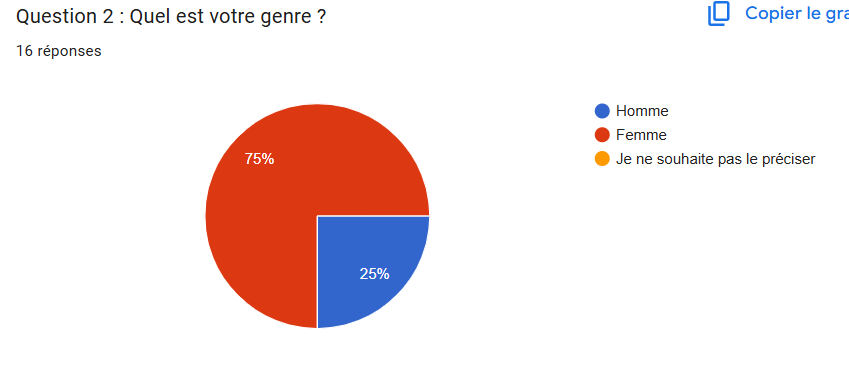 Question 2 : Quel est votre genre ?
Copier le gra
16 réponses
Homme
Femme
Je ne souhaite pas le préciser
75%
25%